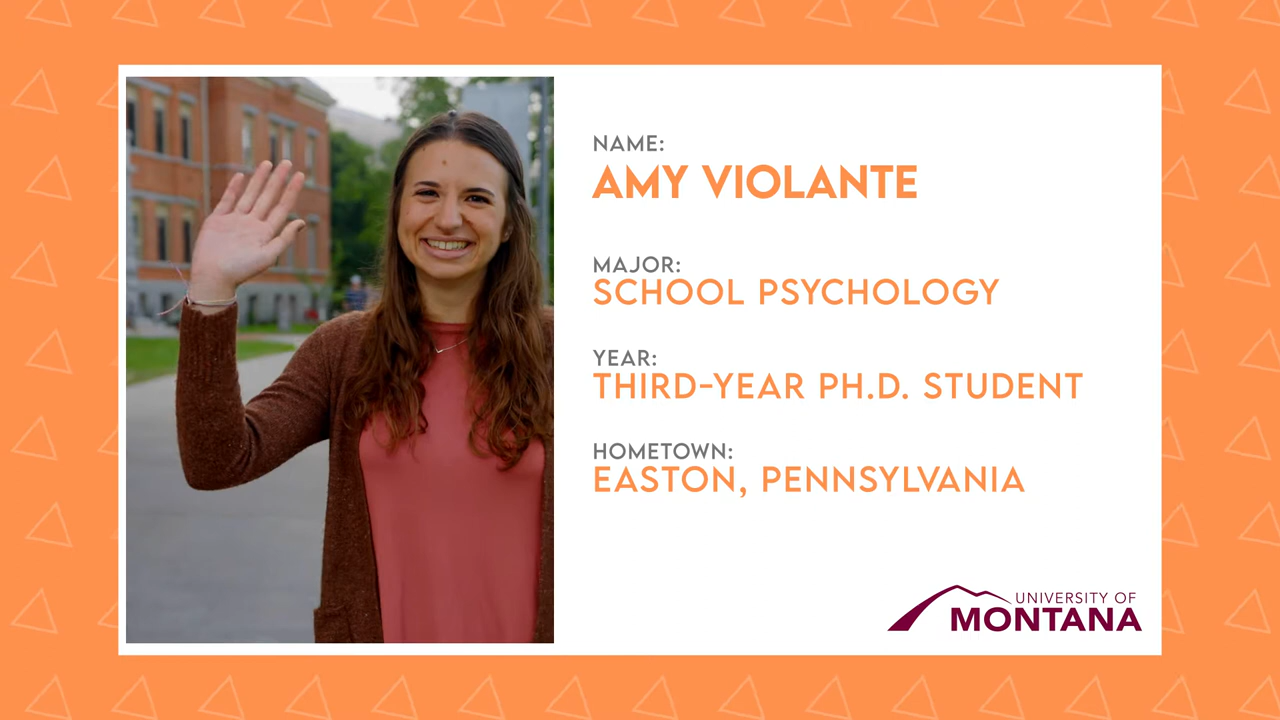 NAME:
AMY VIOLANTE
MAJOR:
SCHOOL PSYCHOLOGY
YEAR:
THIRD-YEAR PH.D. STUDENT
HOMETOWN:
EASTON, PENNSYLVANIA
UNIVERSITY OF
MONTANA